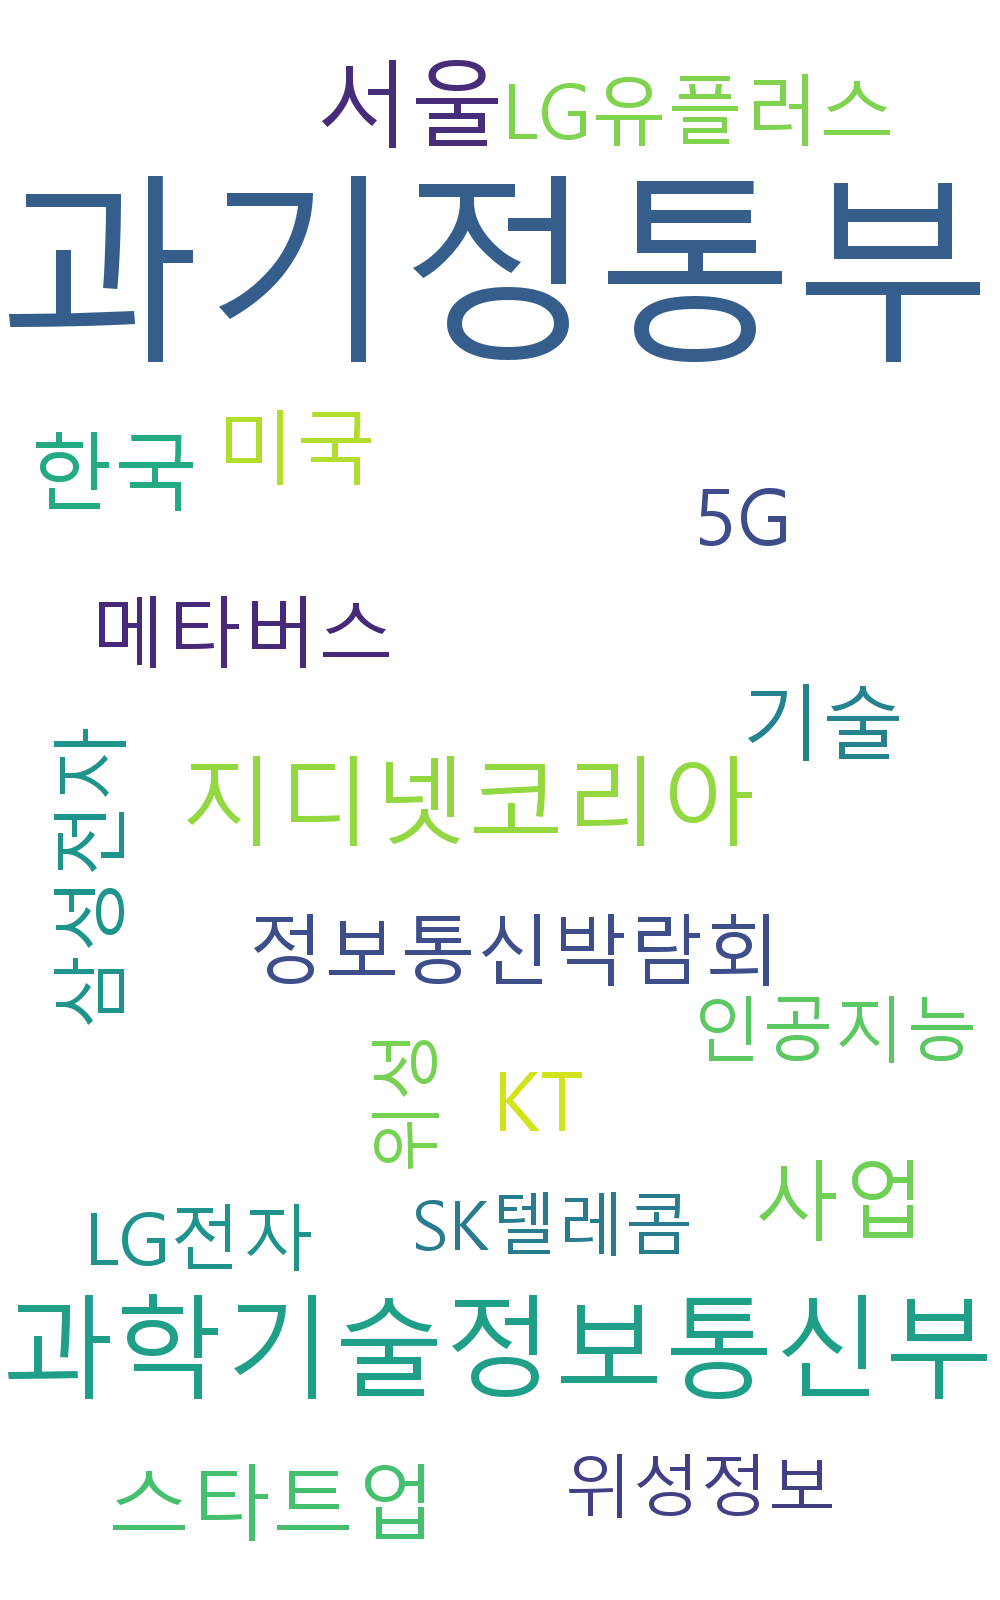 서울 LG유플러스
과기정통부
한국 미국
5G
메타버스
기술
삼성전자
지디넷코리아
정보통신박람회
인공지능
위성
KT
사업
LG전자 SK텔레콤
과학기술정보통신부
스타트업 위성정보